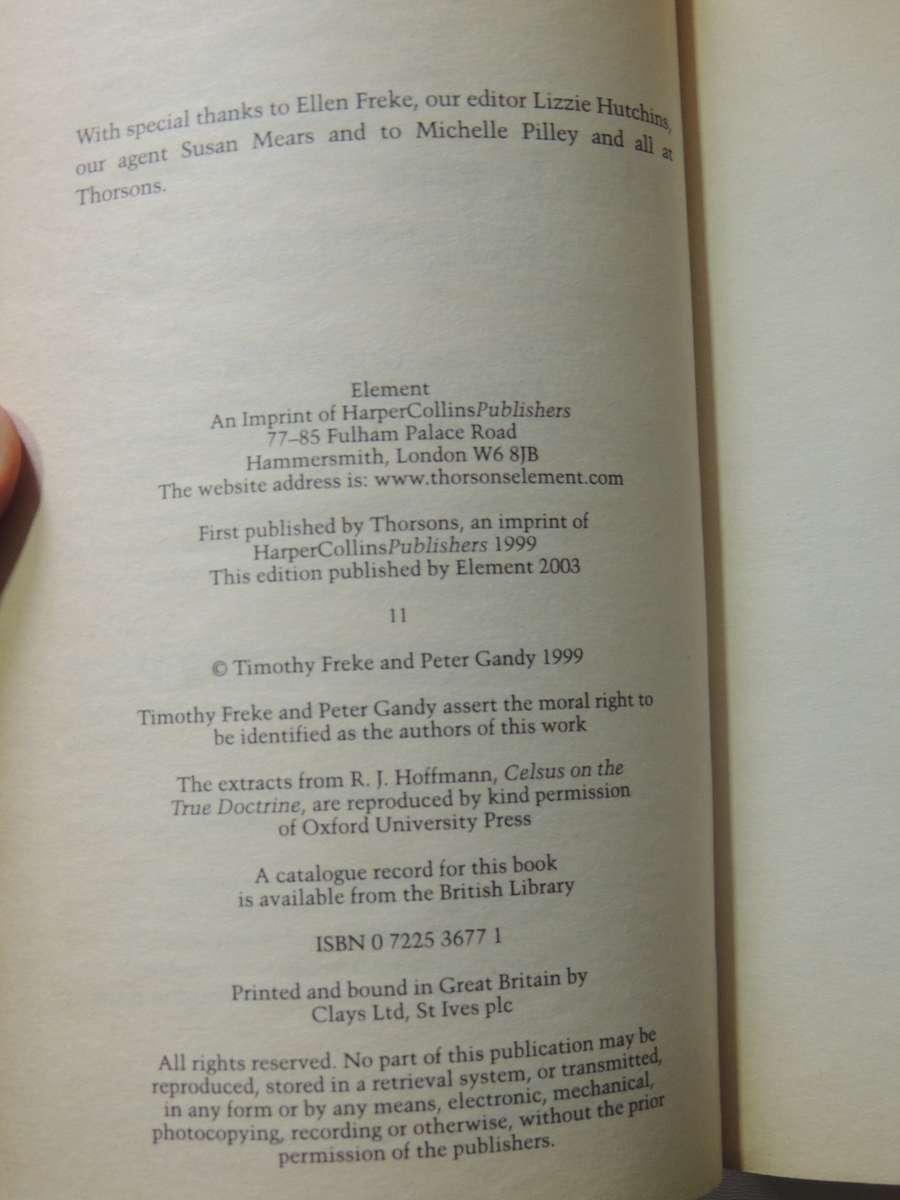 With special thanks to Ellen Freke, our editor Lizzie Hutchins,
our agent Susan Mears and to Michelle Pilley and all at
Thorsons.
Element
An Imprint of HarperCollinsPublishers
77–85 Fulham Palace Road
Hammersmith, London W6 8JB
The website address is: www.thorsonselement.com
First published by Thorsons, an imprint of
HarperCollinsPublishers 1999
This edition published by Element 2003
11
© Timothy Freke and Peter Gandy 1999
Timothy Freke and Peter Gandy assert the moral right to
be identified as the authors of this work
The extracts from R. J. Hoffmann, Celsus on the
True Doctrine, are reproduced by kind permission
of Oxford University Press
A catalogue record for this book
is available from the British Library
ISBN 0 7225 3677 1
Printed and bound in Great Britain by
Clays Ltd, St Ives plc
All rights reserved. No part of this publication may be
reproduced, stored in a retrieval system, or transmitted,
in any form or by any means, electronic, mechanical,
photocopying, recording or otherwise, without the prior
permission of the publishers.